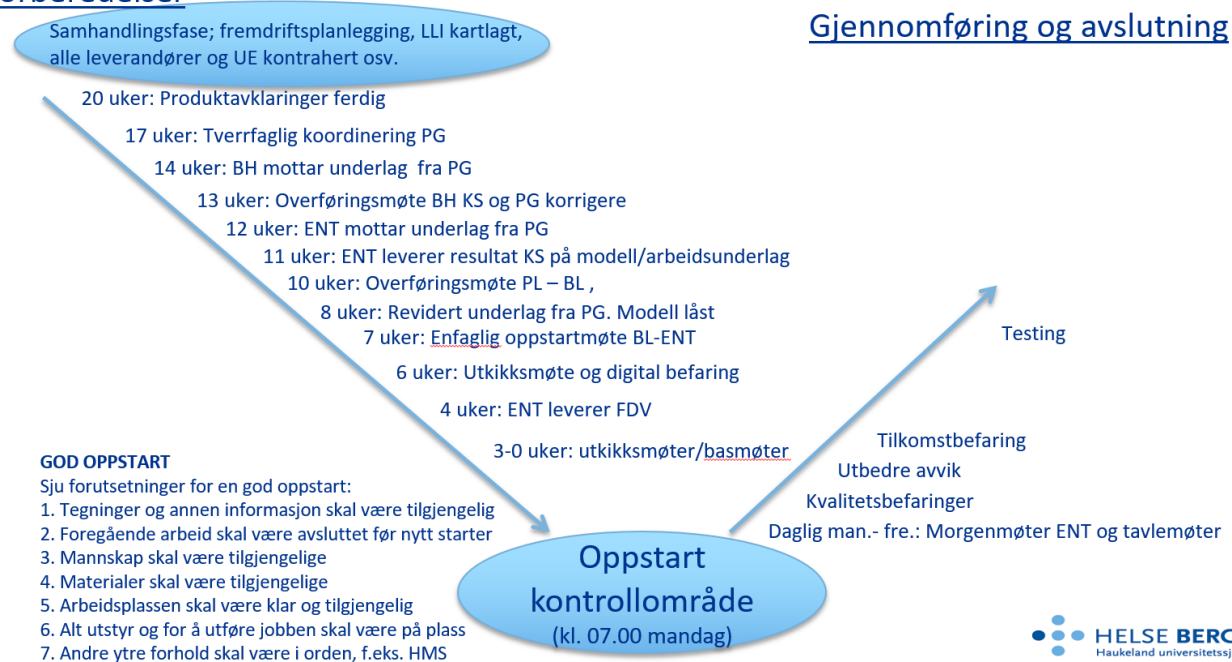 Gjennomføring og avslutning
Samhandlingsfase; fremdriftsplanlegging, LLI kartlagt,
alle leverandører og UE kontrahert osv.
20 uker: Produktavklaringer ferdig
17 uker: Tverrfaglig koordinering PG
14 uker: BH mottar underlag  fra PG
13 uker: Overføringsmøte BH KS og PG korrigere
12 uker: ENT mottar underlag fra PG
11 uker: ENT leverer resultat KS på modell/arbeidsunderlag
10 uker: Overføringsmøte PL – BL ,
8 uker: Revidert underlag fra PG. Modell låst
7 uker: Enfaglig oppstartmøte BL-ENT
6 uker: Utkikksmøte og digital befaring
4 uker: ENT leverer FDV
3-0 uker: utkikksmøter/basmøter
GOD OPPSTART
Sju forutsetninger for en god oppstart:
1. Tegninger og annen informasjon skal være tilgjengelig
2. Foregående arbeid skal være avsluttet før nytt starter
3. Mannskap skal være tilgjengelige
4. Materialer skal være tilgjengelige
5. Arbeidsplassen skal være klar og tilgjengelig
6. Alt utstyr og for å utføre jobben skal være på plass
7. Andre ytre forhold skal være i orden, f.eks. HMS
Oppstart
kontrollområde
(kl. 07.00 mandag)
Testing
Tilkomstbefaring
Utbedre avvik
Kvalitetsbefaringer
Daglig man.- fre.: Morgenmøter ENT og tavlemøter
HELSE BERG
Haukeland universitetssj